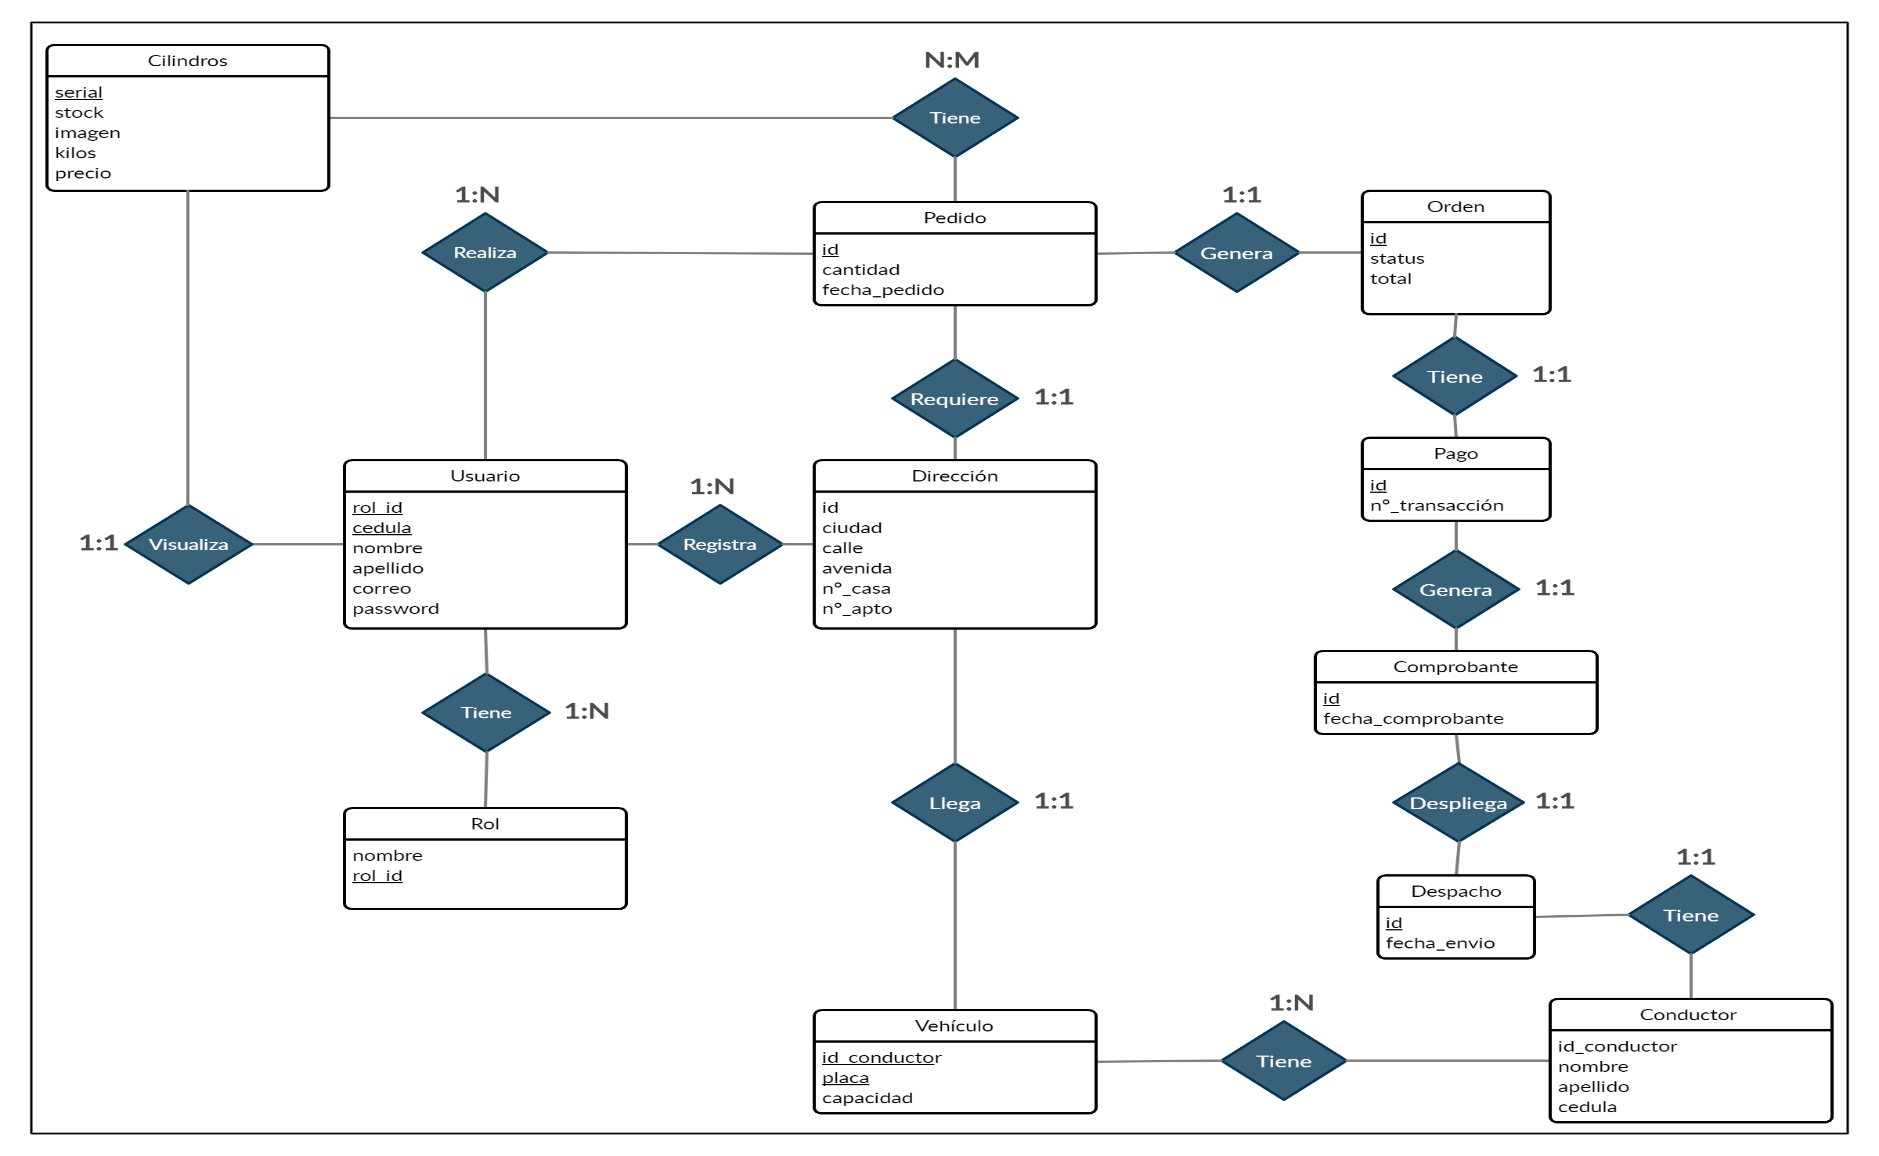 Cilindros
serial
stock
imagen
kilos
precio
N:M
Tiene
1:N
Realiza
Pedido
id
cantidad
fecha_pedido
1:1
Genera
Orden
id
status
total
Requiere
1:1
Tiene
1:1
Usuario
rol_id
cedula
nombre
apellido
correo
password
1:1
Visualiza
1:N
Registra
Dirección
id
ciudad
calle
avenida
n°_casa
n°_apto
Pago
id
n°_transacción
Genera
1:1
Comprobante
id
fecha_comprobante
Tiene
1:N
Rol
nombre
rol_id
Llega
1:1
Despliega
1:1
Despacho
id
fecha_envio
1:1
Tiene
Vehículo
id_conductor
placa
capacidad
1:N
Tiene
Conductor
id_conductor
nombre
apellido
cedula